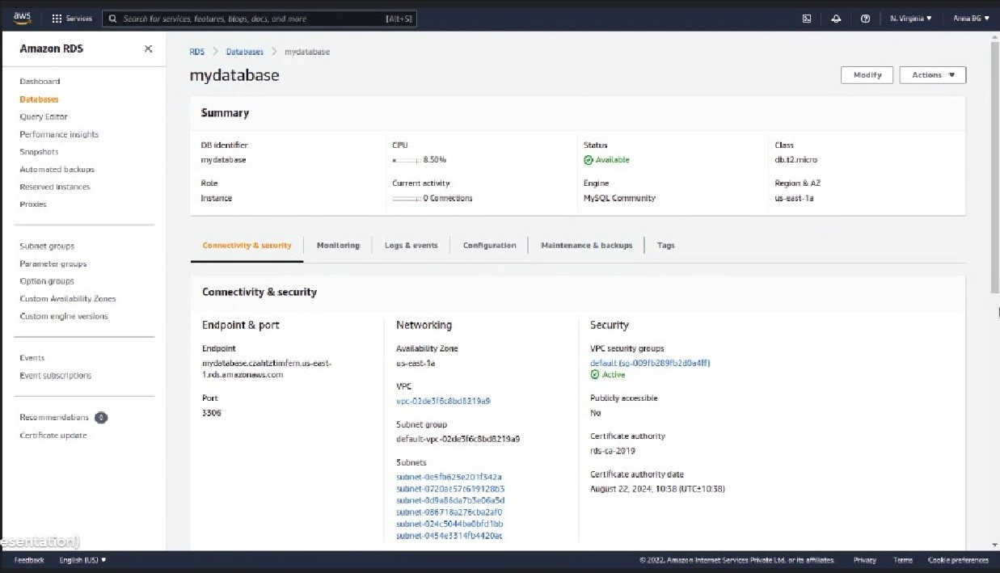 aws
Services
Search for services, features, blogs, docs, and more
[Alt+S]
N. Virginia ▼
Anna BG ▼
Amazon RDS
Dashboard
Databases
Query Editor
Performance insights
Snapshots
Automated backups
Reserved instances
Proxies
Subnet groups
Parameter groups
Option groups
Custom Availability Zones
Custom engine versions
Events
Event subscriptions
Recommendations 0
Certificate update
RDS > Databases > mydatabase
mydatabase
Modify
Actions ▼
Summary
DB identifier
mydatabase
CPU
8.50%
Status
Available
Class
db.t2.micro
Role
Instance
Current activity
0 Connections
Engine
MySQL Community
Region & AZ
us-east-1a
Connectivity & security
Monitoring
Logs & events
Configuration
Maintenance & backups
Tags
Connectivity & security
Endpoint & port
Endpoint
mydatabase.czahtztimfem.us-east-
1.rds.amazonaws.com
Port
3306
Networking
Availability Zone
us-east-1a
VPC
vpc-02de3f6c8bd8219a9
Subnet group
default-vpc-02de3f6c8bd8219a9
Subnets
subnet-0e5fb625e201f342a
subnet-0720ae57c619128b3
subnet-0d9a86da7b3e06a5d
subnet-086718a276cba2af0
subnet-024c5044ba0bfd1bb
subnet-0454e3314fb4420ac
Security
VPC security groups
default (sg-009fb289fb2d0a4ff)
Active
Publicly accessible
No
Certificate authority
rds-ca-2019
Certificate authority date
August 22, 2024, 10:38 (UTC±10:38)
esentation)
Feedback
English (US) ▼
© 2022, Amazon Internet Services Private Ltd. or its affiliates.
Privacy
Terms
Cookie preferences